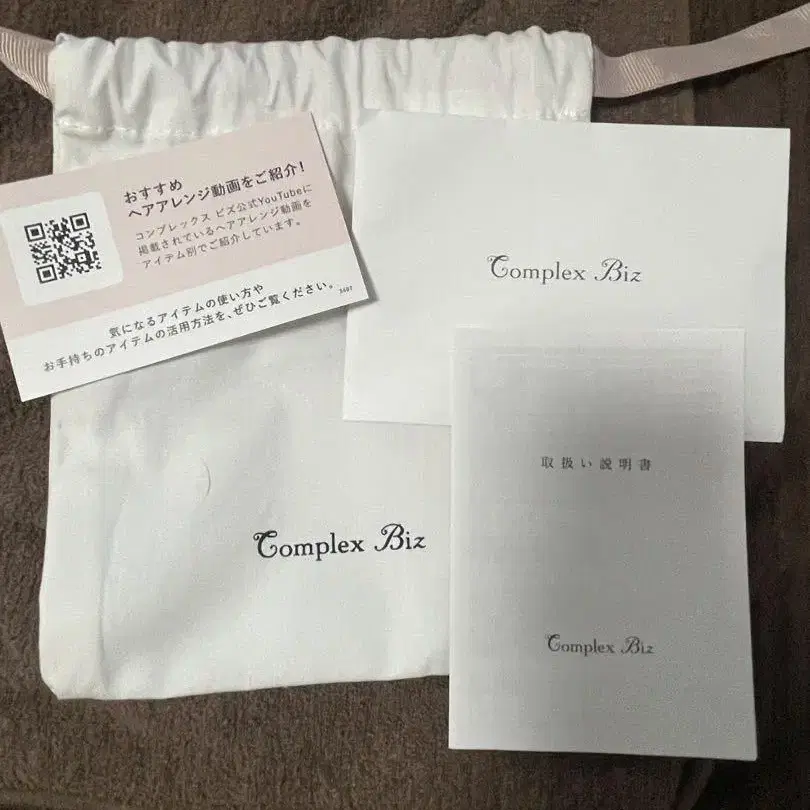 おすすめ
ヘアアレンジ動画をご紹介！
コンプレックス ビズ公式YouTubeに
掲載されているヘアアレンジ動画を
アイテム別でご紹介しています。
気になるアイテムの使い方や
お手持ちのアイテムの活用方法を、ぜひご覧ください。
Complex Biz
取扱い説明書
Complex Biz
Complex Biz